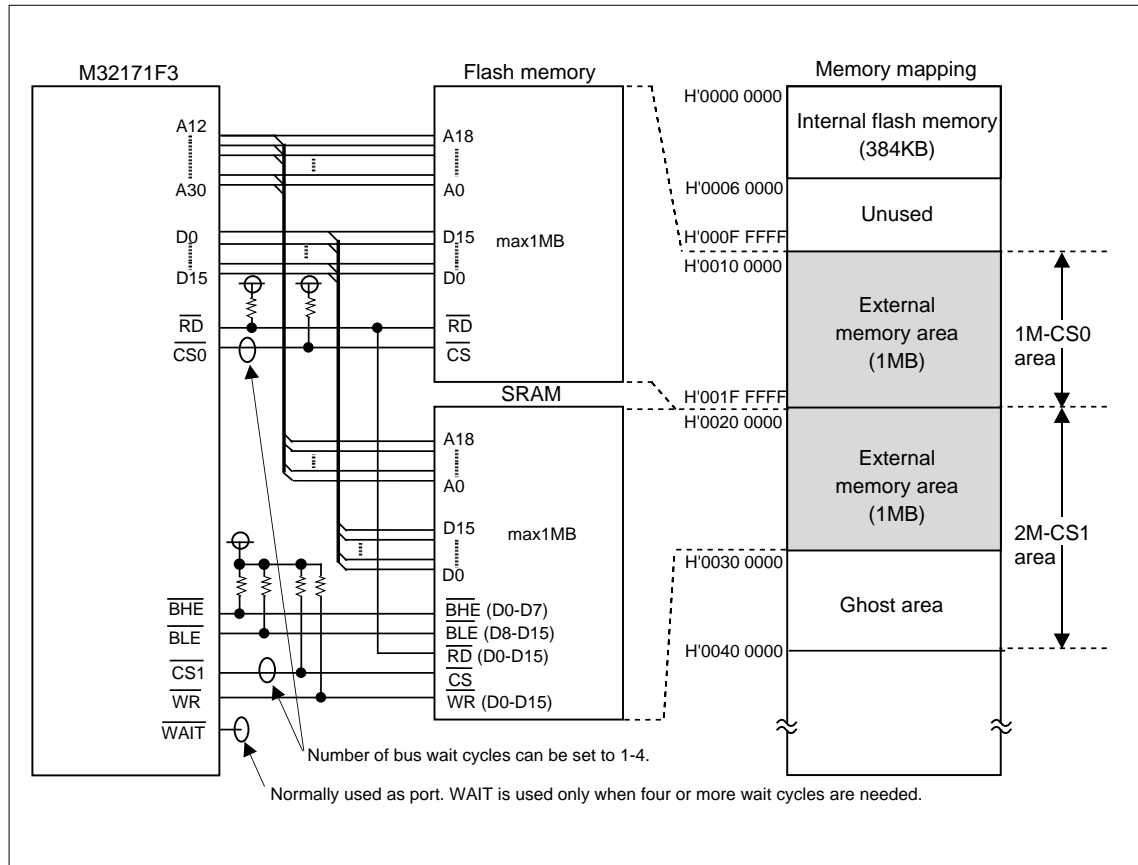 M32171F3
A12
A30
D0
D15
RD
CS0
BHE
BLE
CS1
WR
WAIT
Flash memory
A18
A0
D15
max1MB
D0
RD
CS
SRAM
A18
A0
D15
max1MB
D0
BHE (D0-D7)
BLE (D8-D15)
RD (D0-D15)
CS
WR (D0-D15)
Number of bus wait cycles can be set to 1-4.
Normally used as port. WAIT is used only when four or more wait cycles are needed.
Memory mapping
H'0000 0000
Internal flash memory
(384KB)
H'0006 0000
Unused
H'000F FFFF
H'0010 0000
External
memory area
(1MB)
1M-CS0
area
H'001F FFFF
H'0020 0000
External
memory area
(1MB)
2M-CS1
area
H'0030 0000
Ghost area
H'0040 0000